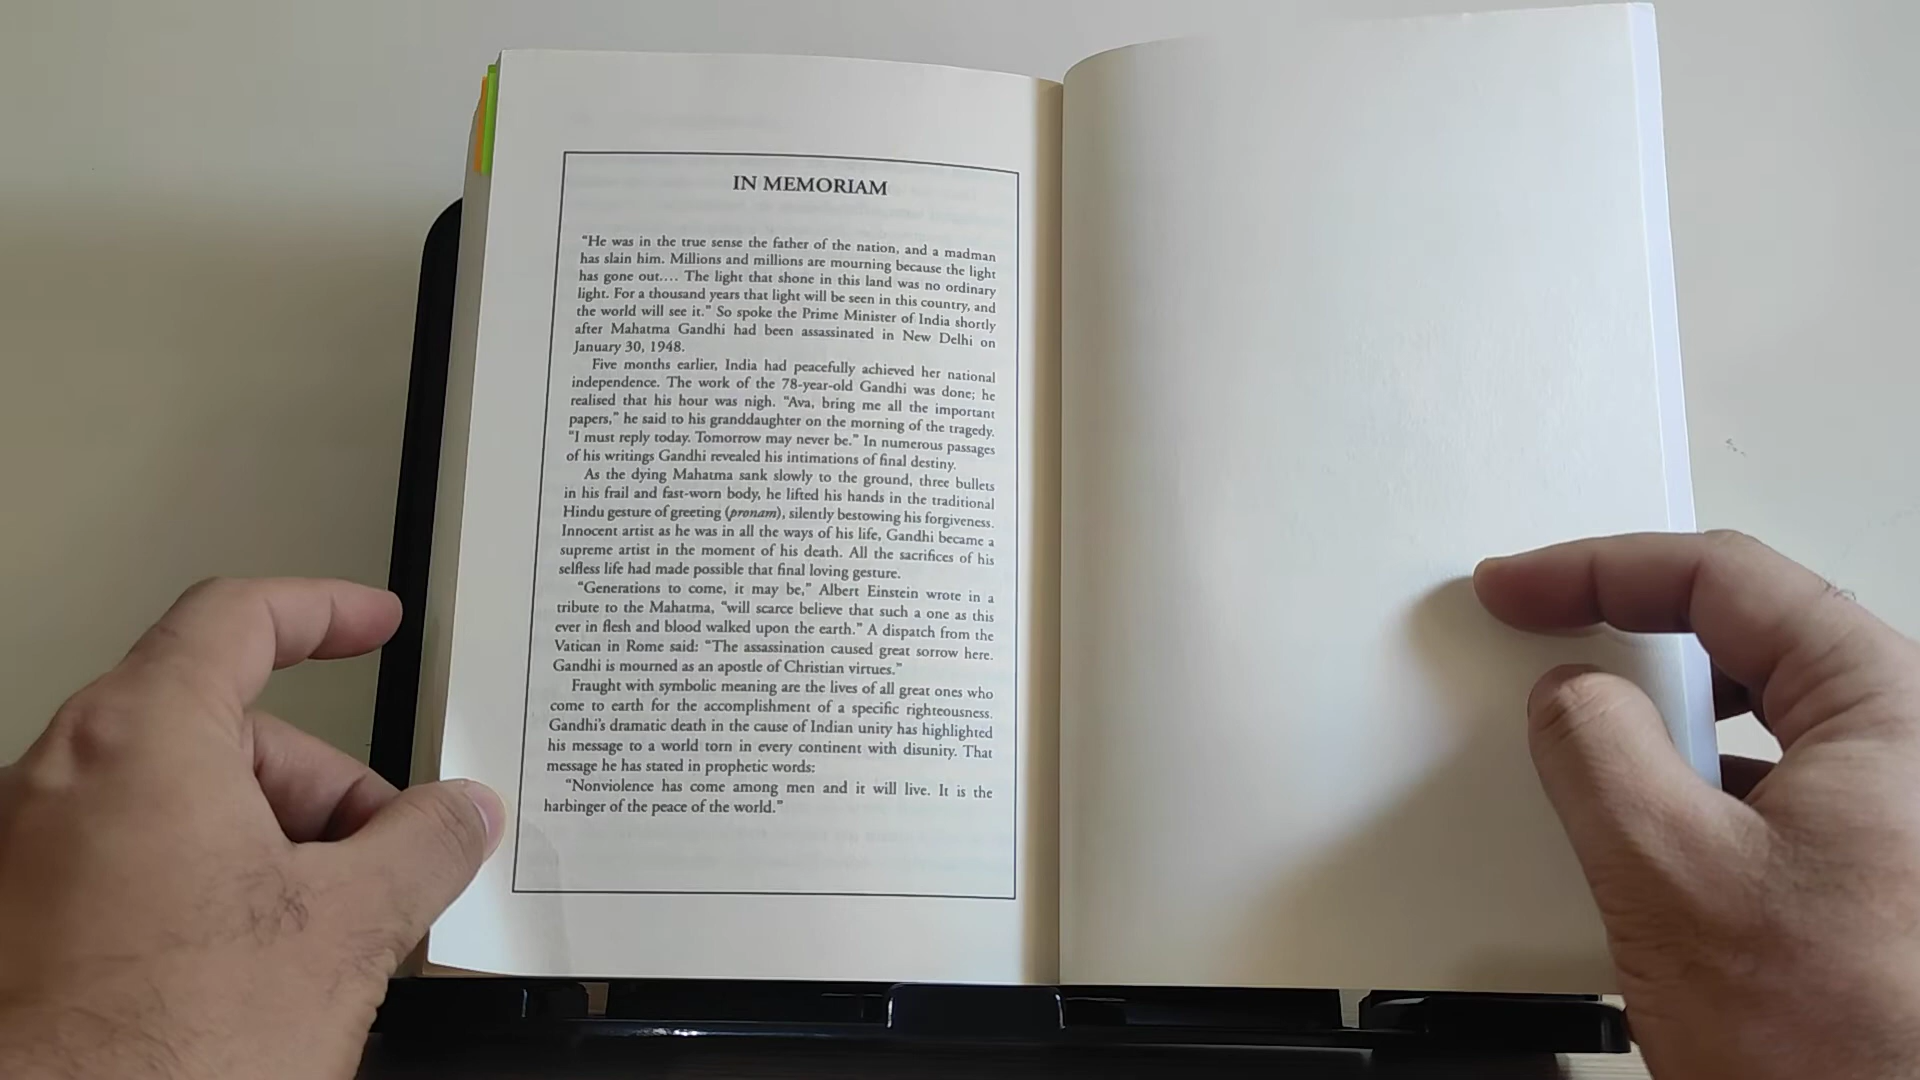 IN MEMORIAM
“He was in the true sense the father of the nation, and a madman
has slain him. Millions and millions are mourning because the light
has gone out.... The light that shone in this land was no ordinary
light. For a thousand years that light will be seen in this country, and
the world will see it.” So spoke the Prime Minister of India shortly
after Mahatma Gandhi had been assassinated in New Delhi on
January 30, 1948.
Five months earlier, India had peacefully achieved her national
independence. The work of the 78-year-old Gandhi was done; he
realised that his hour was nigh. “Ava, bring me all the important
papers,” he said to his granddaughter on the morning of the tragedy.
“I must reply today. Tomorrow may never be.” In numerous passages
of his writings Gandhi revealed his intimations of final destiny.
As the dying Mahatma sank slowly to the ground, three bullets
in his frail and fast-worn body, he lifted his hands in the traditional
Hindu gesture of greeting (pronam), silently bestowing his forgiveness.
Innocent artist as he was in all the ways of his life, Gandhi became a
supreme artist in the moment of his death. All the sacrifices of his
selfless life had made possible that final loving gesture.
“Generations to come, it may be,” Albert Einstein wrote in a
tribute to the Mahatma, “will scarce believe that such a one as this
ever in flesh and blood walked upon the earth.” A dispatch from the
Vatican in Rome said: “The assassination caused great sorrow here.
Gandhi is mourned as an apostle of Christian virtues.”
Fraught with symbolic meaning are the lives of all great ones who
come to earth for the accomplishment of a specific righteousness.
Gandhi’s dramatic death in the cause of Indian unity has highlighted
his message to a world torn in every continent with disunity. That
message he has stated in prophetic words:
“Nonviolence has come among men and it will live. It is the
harbinger of the peace of the world.”